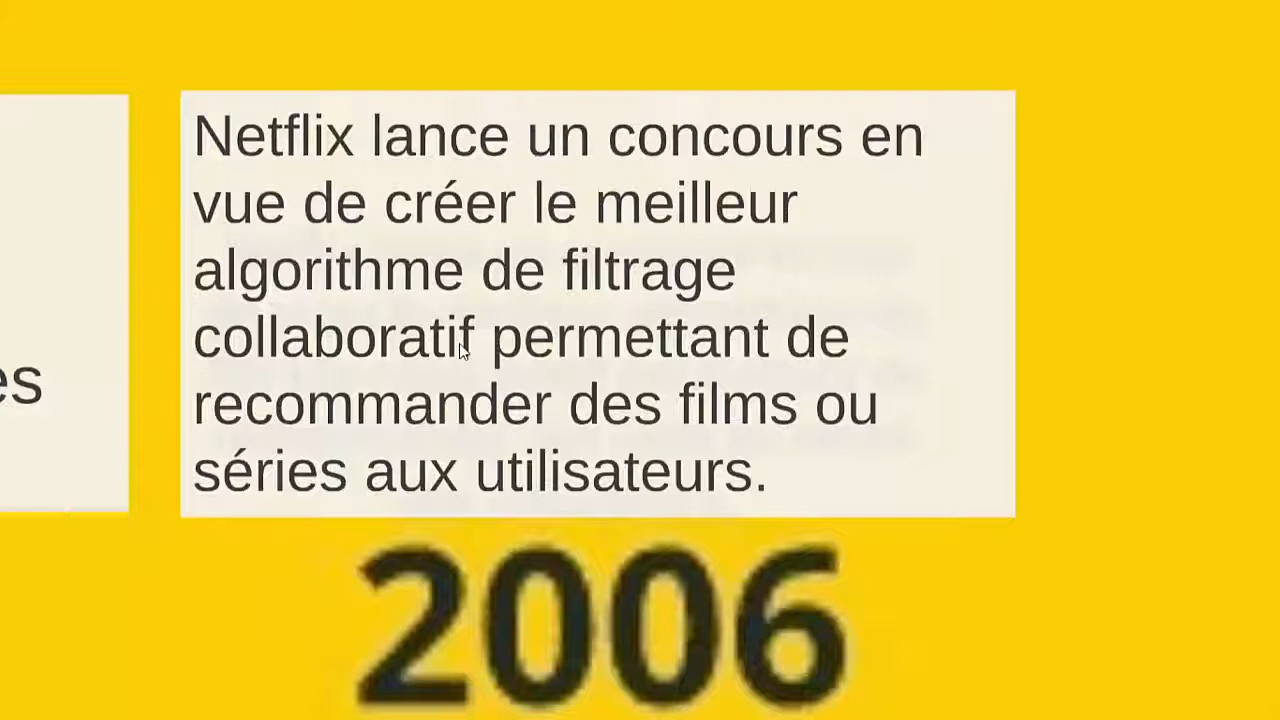 es
Netflix lance un concours en
vue de créer le meilleur
algorithme de filtrage
collaboratif permettant de
recommander des films ou
séries aux utilisateurs.
2006